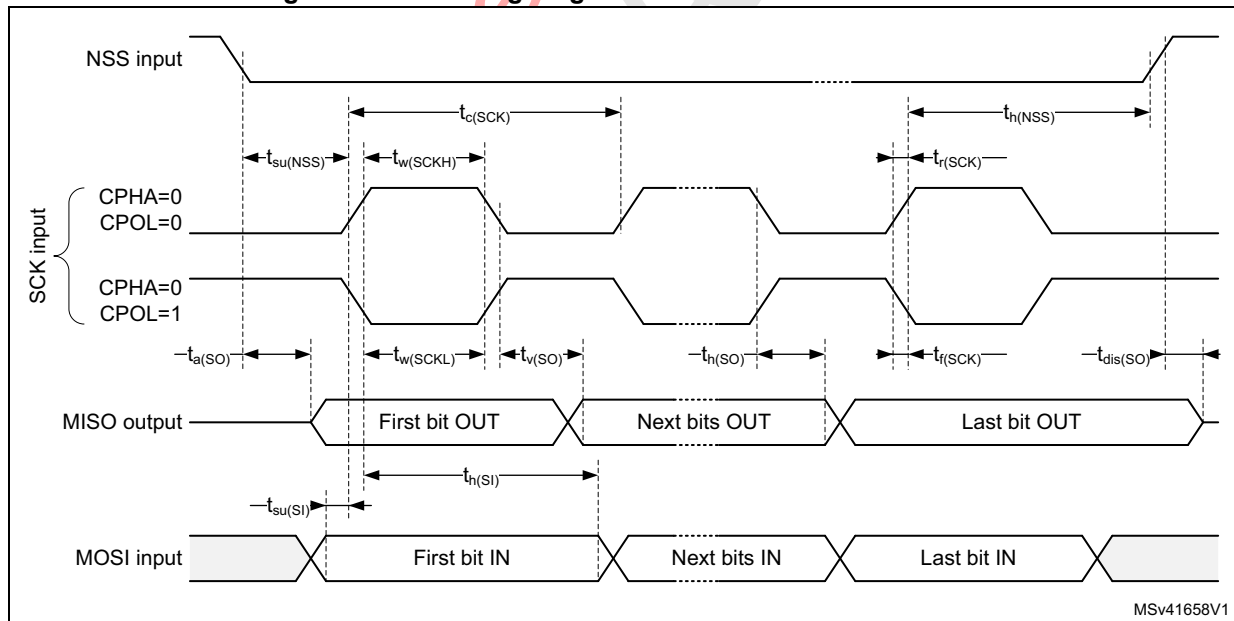 NSS input
tc(SCK)
th(NSS)
tsu(NSS)
tw(SCKH)
tr(SCK)
SCK input
CPHA=0
CPOL=0
CPHA=0
CPOL=1
ta(SO)
tw(SCKL)
tv(SO)
th(SO)
tf(SCK)
tdis(SO)
MISO output
First bit OUT
Next bits OUT
Last bit OUT
th(SI)
tsu(SI)
MOSI input
First bit IN
Next bits IN
Last bit IN
MSv41658V1